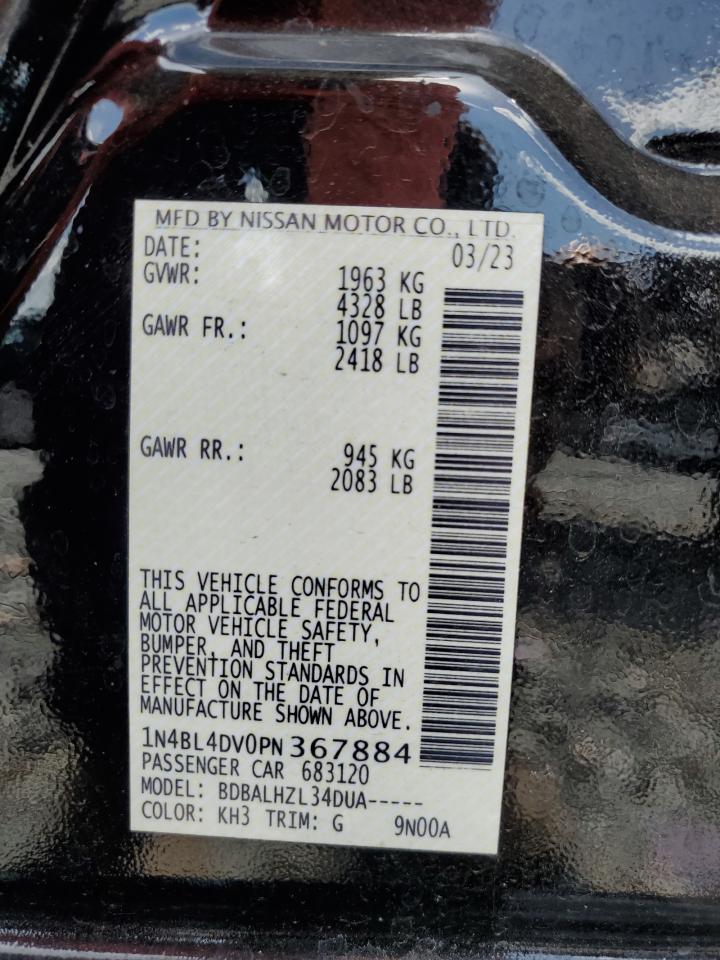 MFD BY NISSAN MOTOR CO., LTD.
DATE: 03/23
GVWR: 1963 KG
4328 LB
GAWR FR.: 1097 KG
2418 LB
GAWR RR.: 945 KG
2083 LB
THIS VEHICLE CONFORMS TO
ALL APPLICABLE FEDERAL
MOTOR VEHICLE SAFETY,
BUMPER, AND THEFT
PREVENTION STANDARDS IN
EFFECT ON THE DATE OF
MANUFACTURE SHOWN ABOVE.
1N4BL4DV0PN367884
PASSENGER CAR 683120
MODEL: BDBALHZL34DUA-----
COLOR: KH3 TRIM: G 9N00A